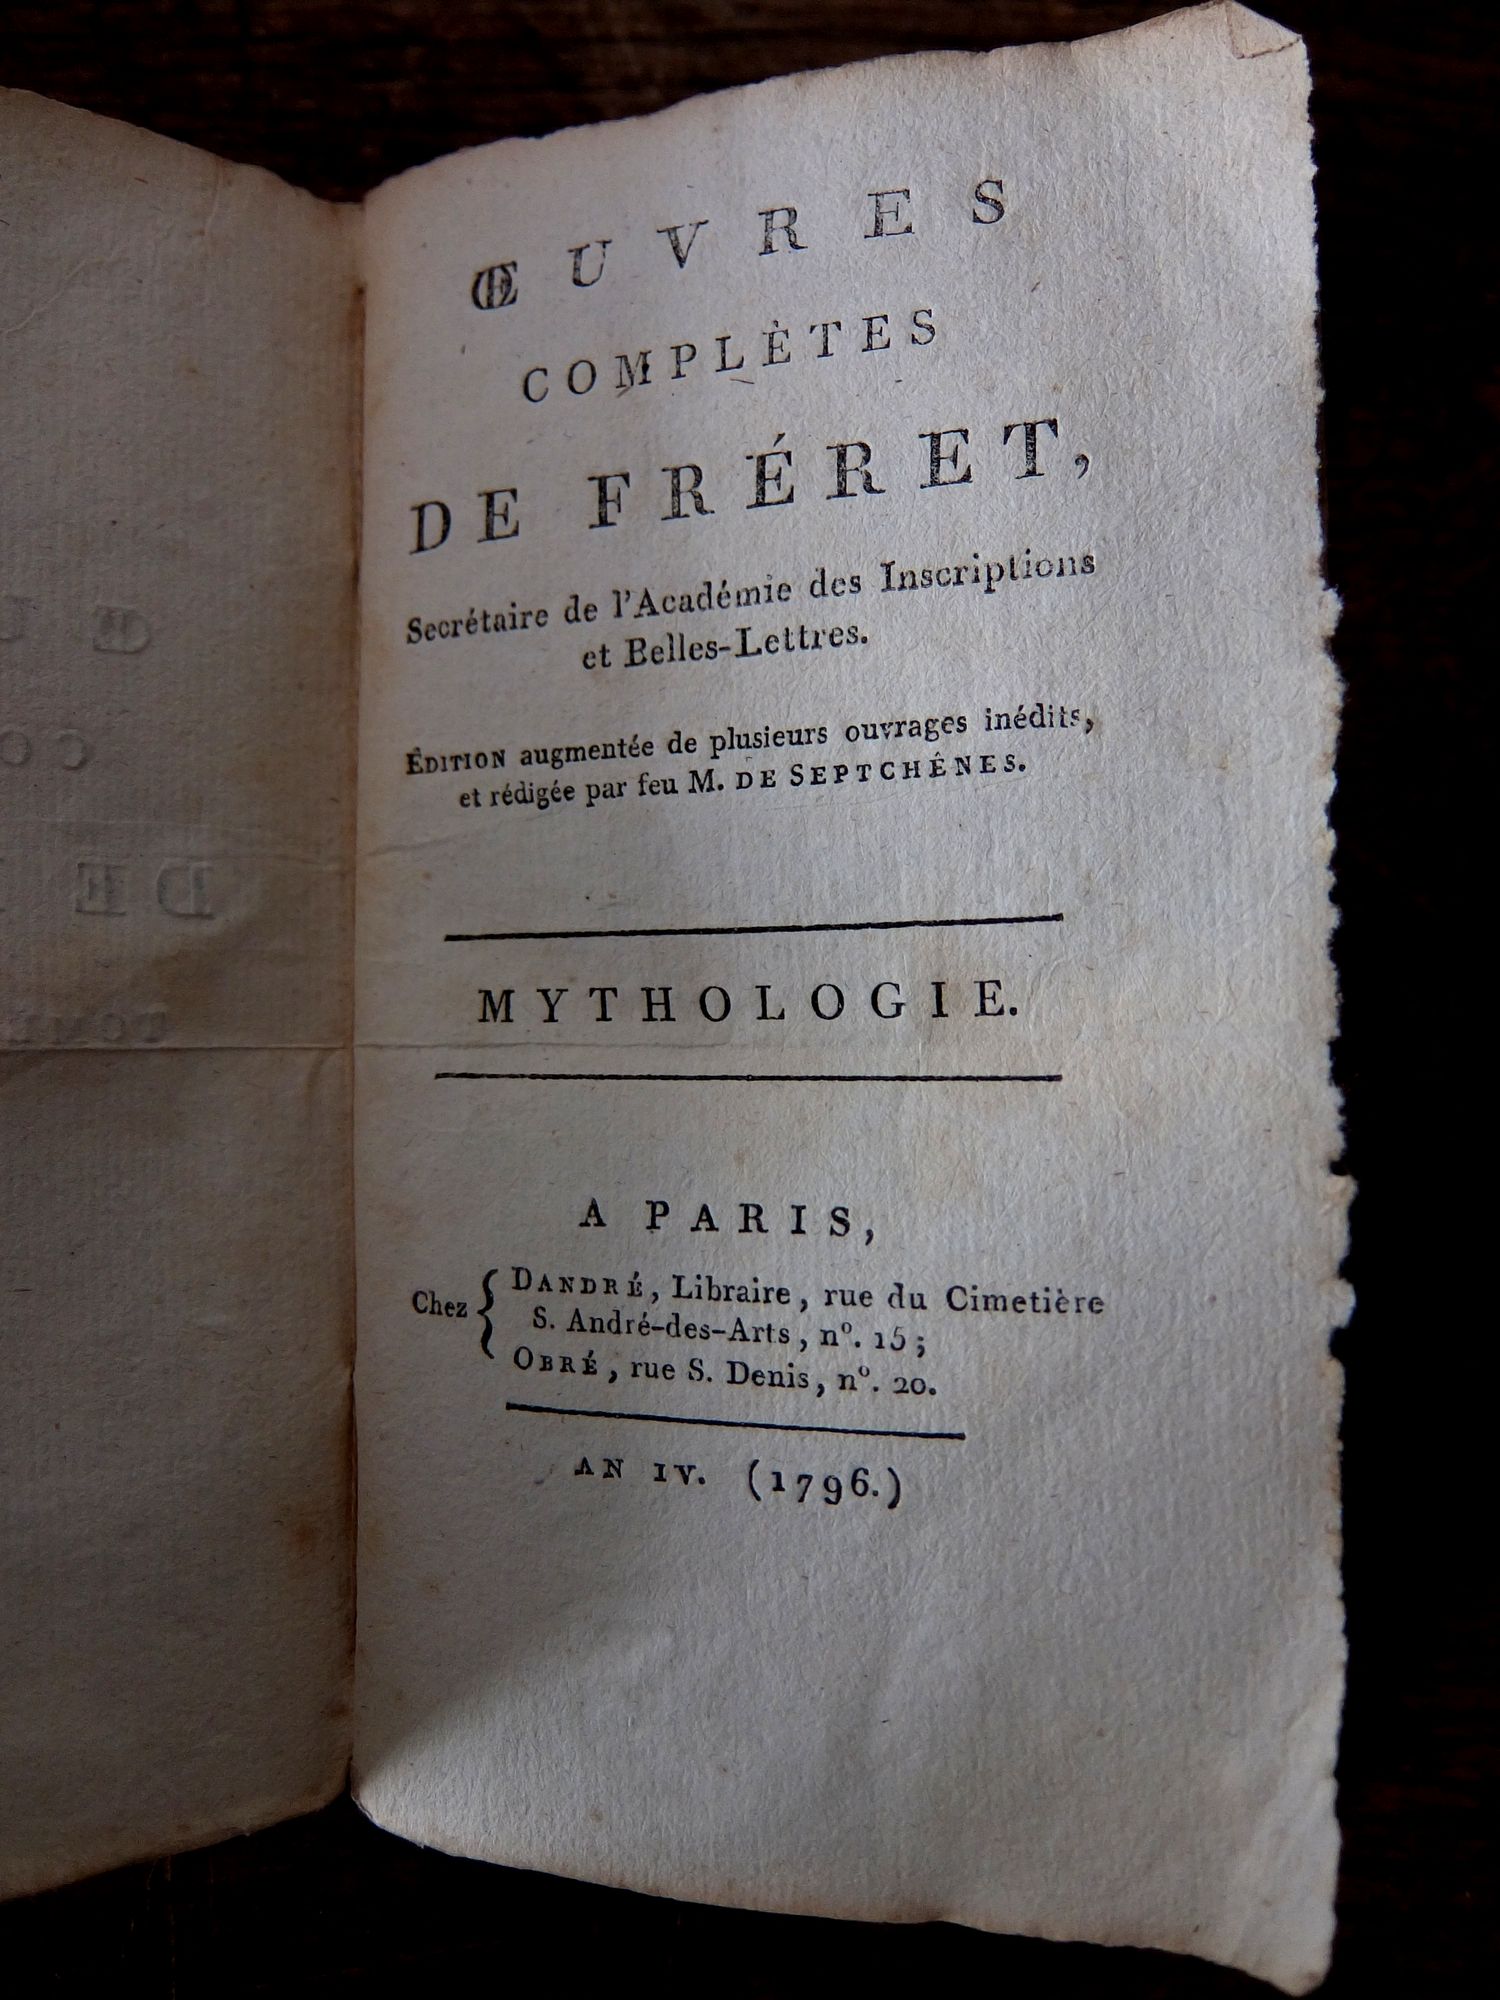 ŒUVRES
COMPLÈTES
DE FRÉRET,
Secrétaire de l'Académie des Inscriptions
et Belles-Lettres.
ÉDITION augmentée de plusieurs ouvrages inédits,
et rédigée par feu M. DE SEPTCHÊNES.
MYTHOLOGIE.
A PARIS,
Chez { DANDRÉ, Libraire, rue du Cimetière
S. André-des-Arts, nº. 15;
OBRÉ, rue S. Denis, nº. 20.
AN IV. (1796.)